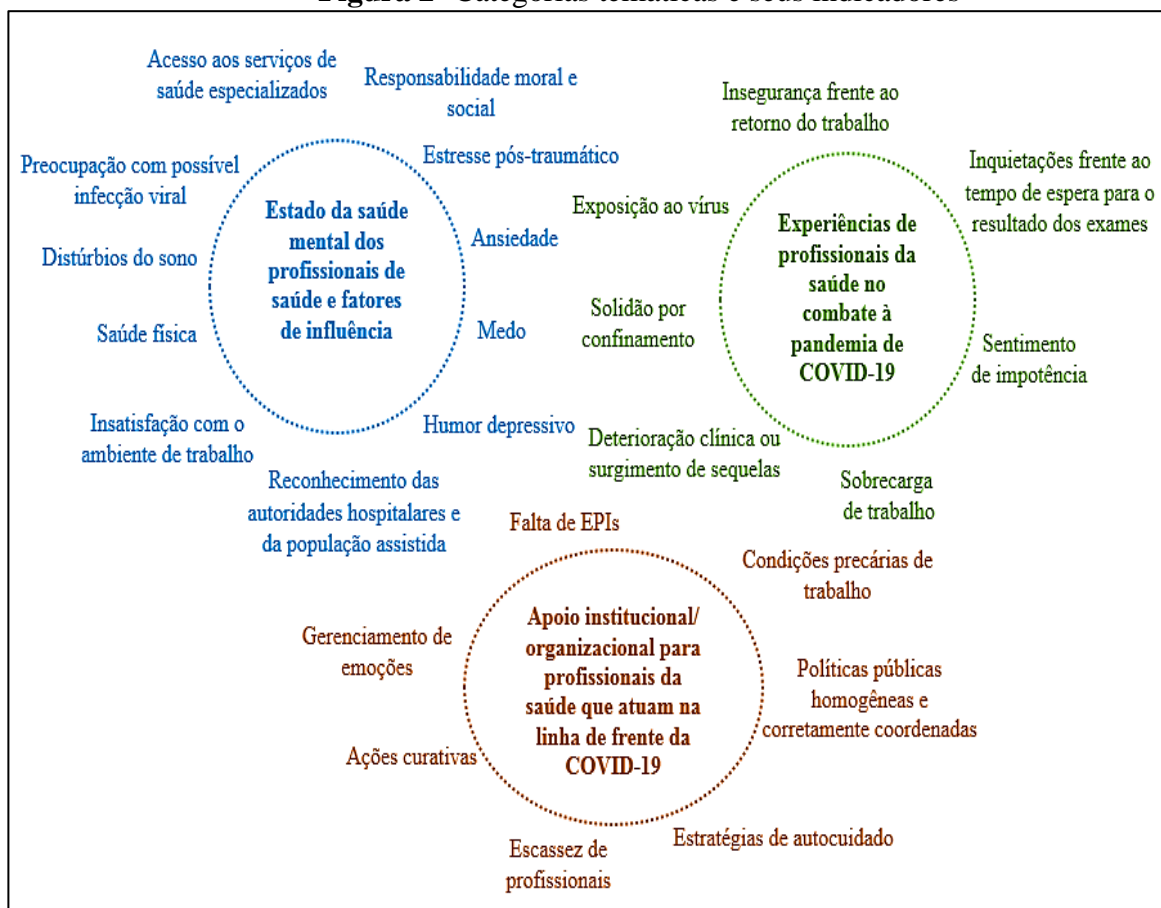 Categorias temáticas e seus indicadores
Acesso aos serviços de
saúde especializados
Responsabilidade moral e
social
Estresse pós-traumático
Preocupação com possível
infecção viral
Estado da saúde
mental dos
profissionais de
saúde e fatores
de influência
Ansiedade
Distúrbios do sono
Saúde física
Medo
Insatisfação com o
ambiente de trabalho
Humor depressivo
Reconhecimento das
autoridades hospitalares e
da população assistida
Insegurança frente ao
retorno do trabalho
Inquietações frente ao
tempo de espera para o
resultado dos exames
Exposição ao vírus
Experiências de
profissionais da
saúde no
combate à
pandemia de
COVID-19
Solidão por
confinamento
Sentimento
de impotência
Deterioração clínica ou
surgimento de sequelas
Sobrecarga
de trabalho
Falta de EPIs
Condições precárias de
trabalho
Gerenciamento de
emoções
Apoio institucional/
organizacional para
profissionais da
saúde que atuam na
linha de frente da
COVID-19
Políticas públicas
homogêneas e
corretamente coordenadas
Ações curativas
Estratégias de autocuidado
Escassez de
profissionais